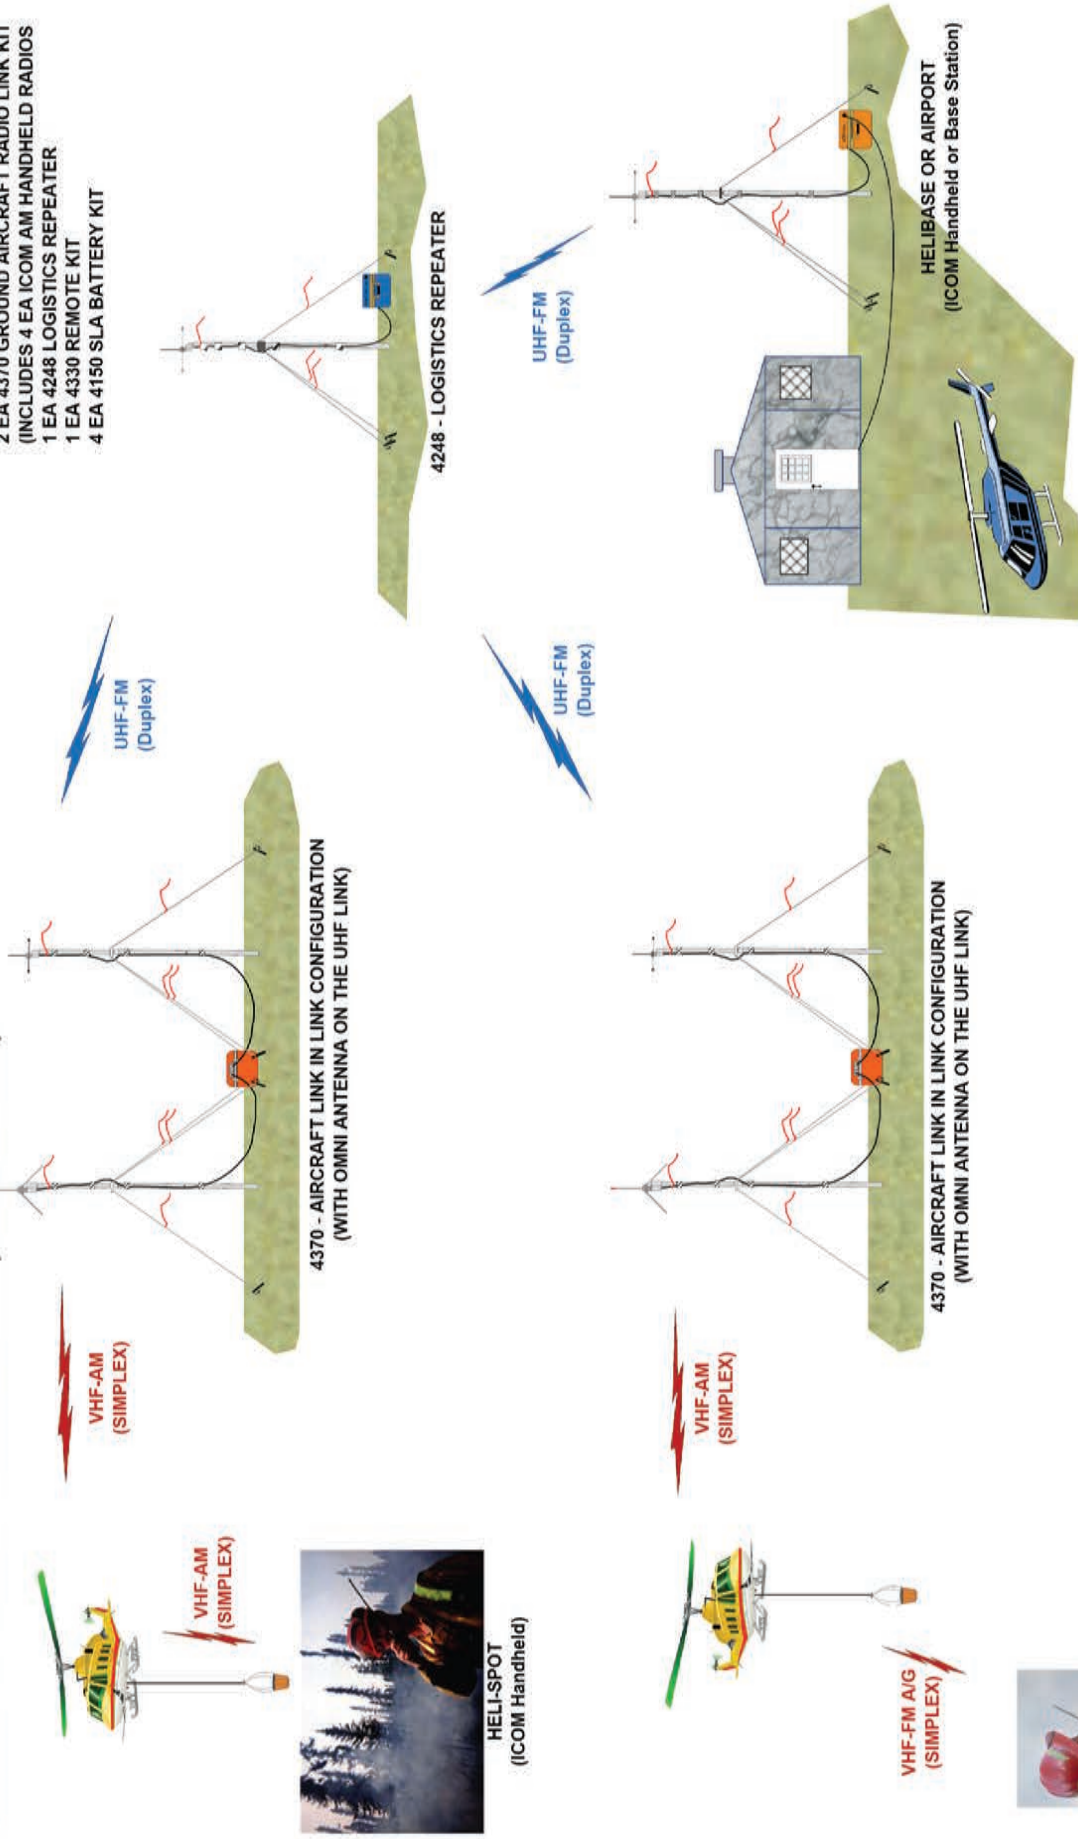 2 EA 4370 GROUND AIRCRAFT RADIO LINK KIT
(INCLUDES 4 EA ICOM AM HANDHELD RADIOS
1 EA 4248 LOGISTICS REPEATER
1 EA 4330 REMOTE KIT
4 EA 4150 SLA BATTERY KIT
VHF-AM
(SIMPLEX)
VHF-AM
(SIMPLEX)
HELI-SPOT
(ICOM Handheld)
4370 - AIRCRAFT LINK IN LINK CONFIGURATION
(WITH OMNI ANTENNA ON THE UHF LINK)
UHF-FM
(Duplex)
4248 - LOGISTICS REPEATER
UHF-FM
(Duplex)
UHF-FM
(Duplex)
VHF-AM
(SIMPLEX)
VHF-FM A/G
(SIMPLEX)
4370 - AIRCRAFT LINK IN LINK CONFIGURATION
(WITH OMNI ANTENNA ON THE UHF LINK)
HELIBASE OR AIRPORT
(ICOM Handheld or Base Station)